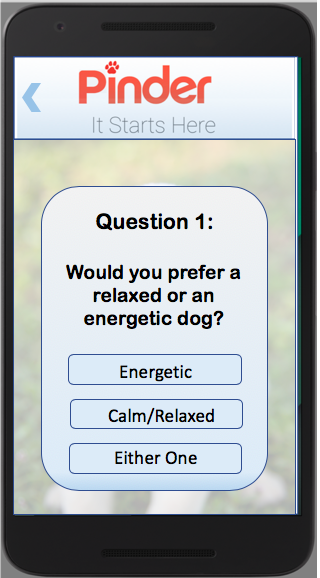 Pinder
It Starts Here
Question 1:
Would you prefer a
relaxed or an
energetic dog?
Energetic
Calm/Relaxed
Either One